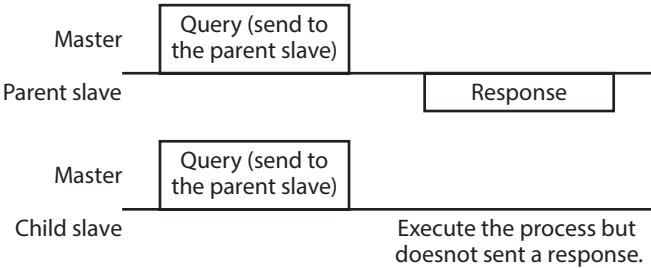 Master
Query (send to
the parent slave)
Parent slave
Response
Master
Query (send to
the parent slave)
Child slave
Execute the process but
doesnot sent a response.